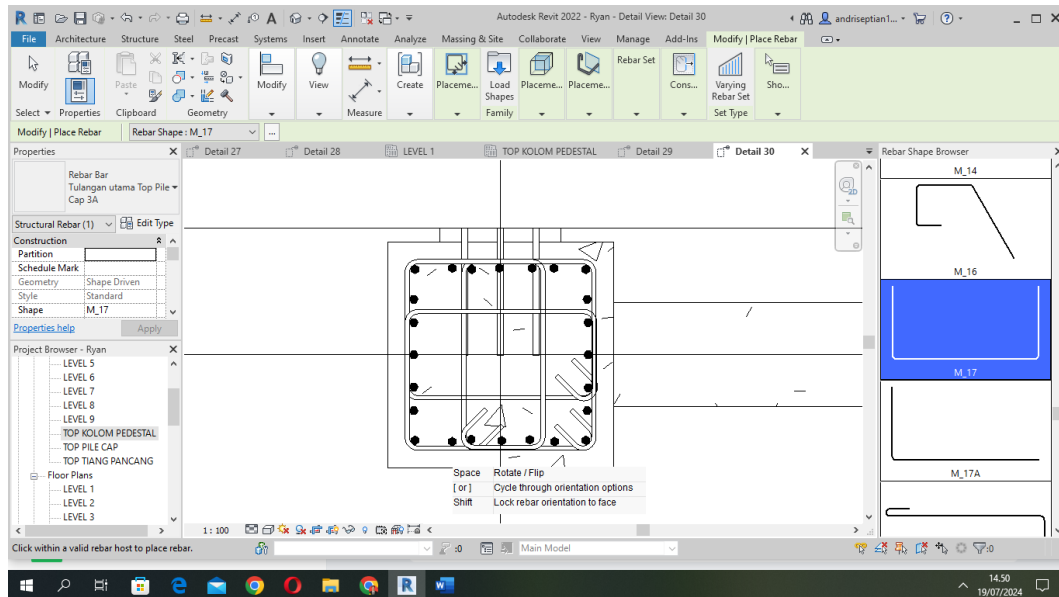 Autodesk Revit 2022 - Ryan - Detail View: Detail 30
andriseptian1...
File Architecture Structure Steel Precast Systems Insert Annotate Analyze Massing & Site Collaborate View Manage Add-Ins Modify | Place Rebar
Modify
Paste
Modify
View
Create
Placeme...
Load Shapes
Placeme...
Placeme...
Rebar Set
Cons...
Varying Rebar Set
Sho...
Select Properties Clipboard Geometry Measure Family Set Type
Modify | Place Rebar Rebar Shape : M_17 ...
Properties
Detail 27 Detail 28 LEVEL 1 TOP KOLOM PEDESTAL Detail 29 Detail 30
Rebar Shape Browser
Rebar Bar
Tulangan utama Top Pile
Cap 3A
Structural Rebar (1) Edit Type
Construction
Partition
Schedule Mark
Geometry Shape Driven
Style Standard
Shape M_17
Properties help Apply
Project Browser - Ryan
LEVEL 5
LEVEL 6
LEVEL 7
LEVEL 8
LEVEL 9
TOP KOLOM PEDESTAL
TOP PILE CAP
TOP TIANG PANCANG
Floor Plans
LEVEL 1
LEVEL 2
LEVEL 3
2D
Space Rotate / Flip
[ or ] Cycle through orientation options
Shift Lock rebar orientation to face
M_14
M_16
M_17
M_17A
1 : 100
Click within a valid rebar host to place rebar.
:0
Main Model
:0
14.50
19/07/2024